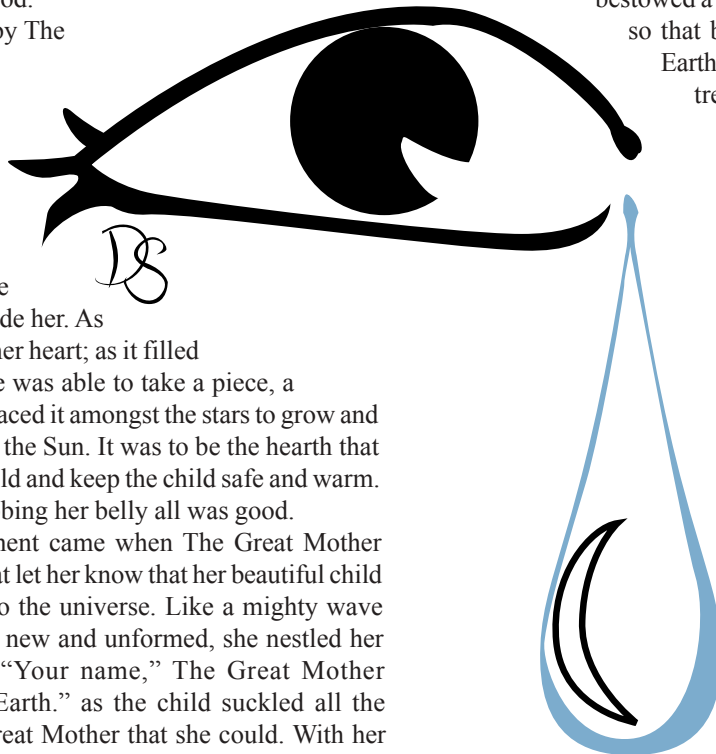 od.
by The
DS
e
de her. As
her heart; as it filled
e was able to take a piece, a
aced it amongst the stars to grow and
the Sun. It was to be the hearth that
ld and keep the child safe and warm.
bing her belly all was good.
nent came when The Great Mother
at let her know that her beautiful child
o the universe. Like a mighty wave
new and unformed, she nestled her
“Your name,” The Great Mother
Earth.” as the child suckled all the
reat Mother that she could. With her
bestowed a
so that b
Earth
tre